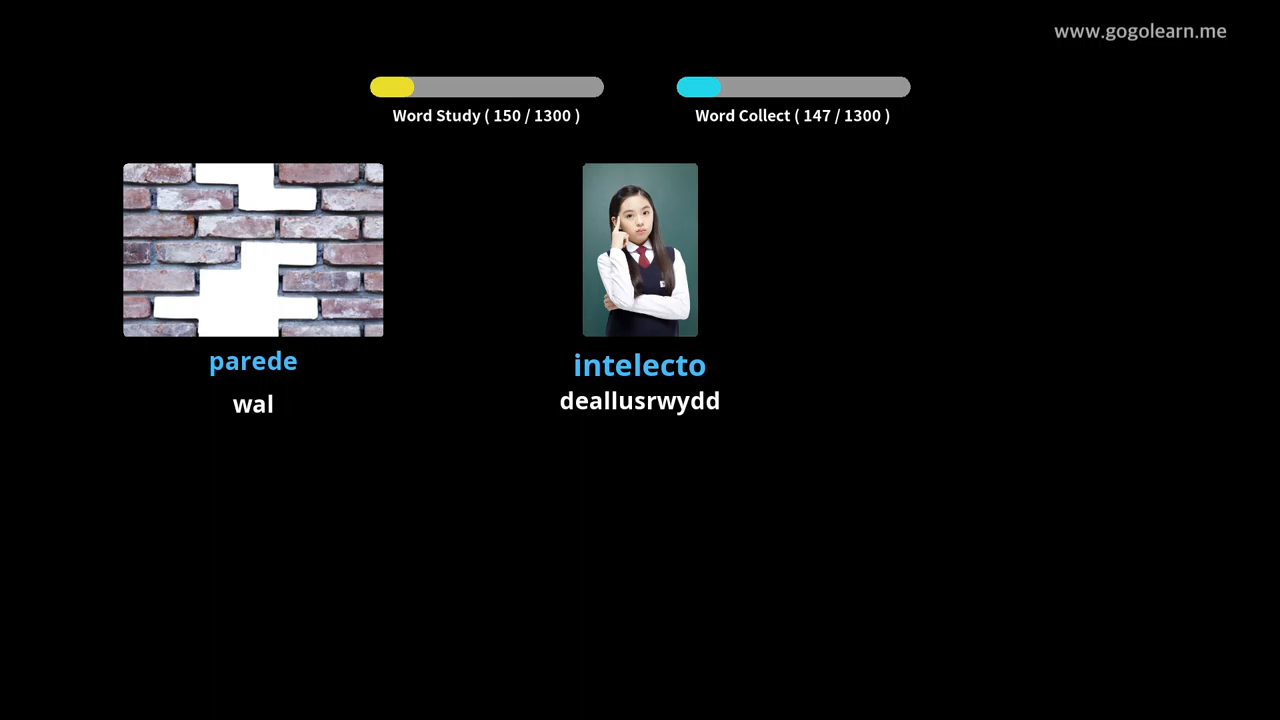 www.gogolearn.me
Word Study ( 150 / 1300 )
Word Collect ( 147 / 1300 )
parede
wal
intelecto
deallusrwydd